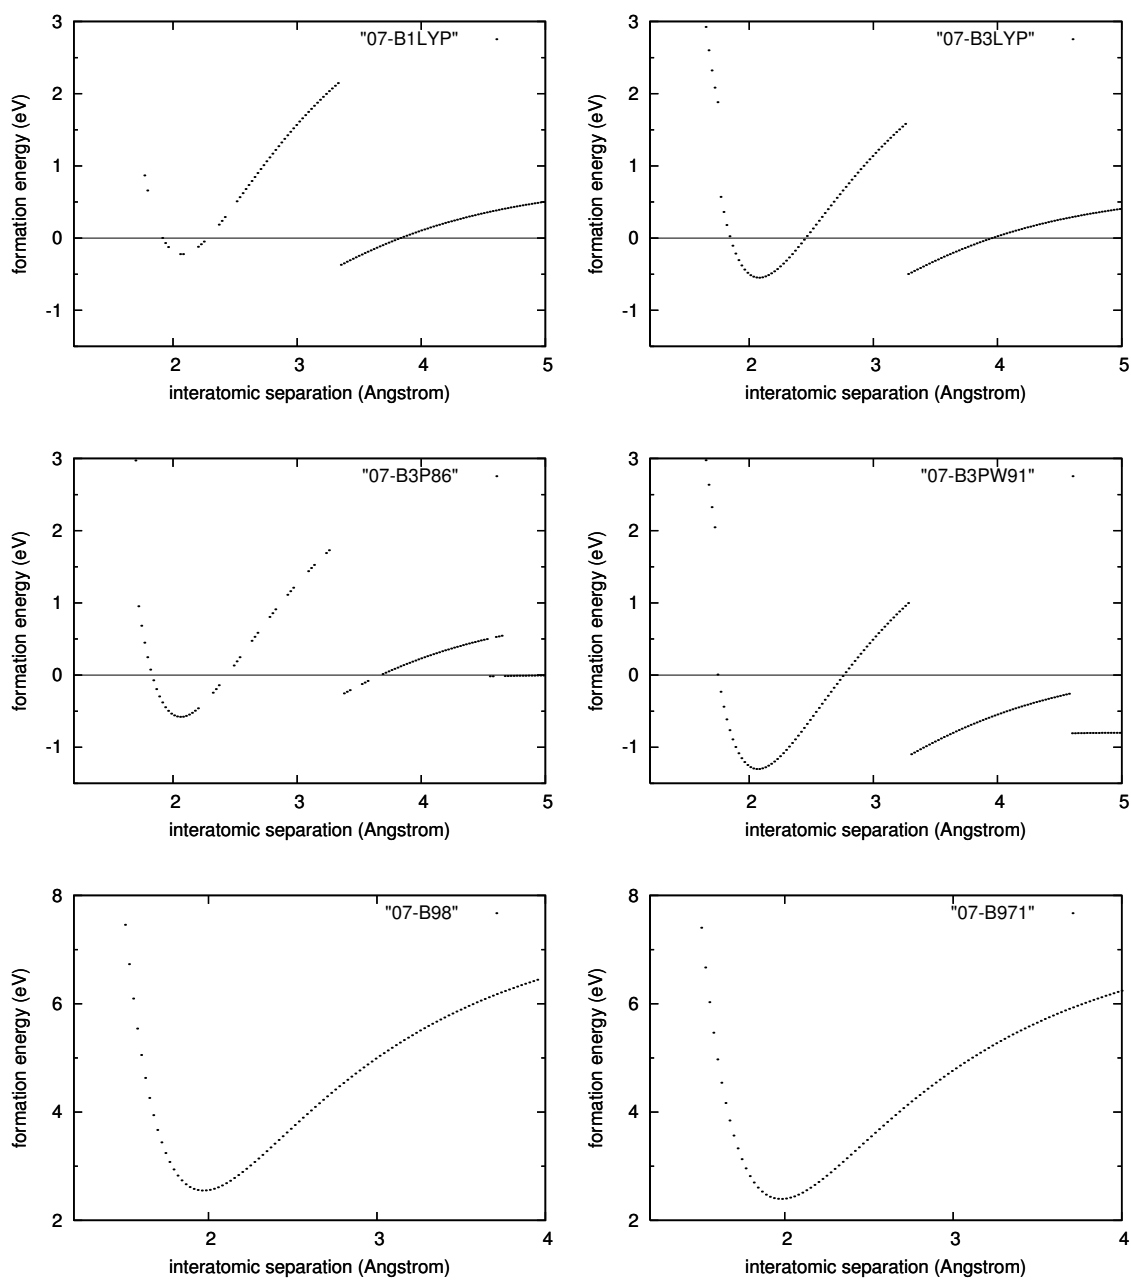 "07-B1LYP"
3
2
1
0
-1
formation energy (eV)
2 3 4 5
interatomic separation (Angstrom)
"07-B3LYP"
3
2
1
0
-1
formation energy (eV)
2 3 4 5
interatomic separation (Angstrom)
"07-B3P86"
3
2
1
0
-1
formation energy (eV)
2 3 4 5
interatomic separation (Angstrom)
"07-B3PW91"
3
2
1
0
-1
formation energy (eV)
2 3 4 5
interatomic separation (Angstrom)
"07-B98"
8
6
4
2
formation energy (eV)
2 3 4
interatomic separation (Angstrom)
"07-B971"
8
6
4
2
formation energy (eV)
2 3 4
interatomic separation (Angstrom)